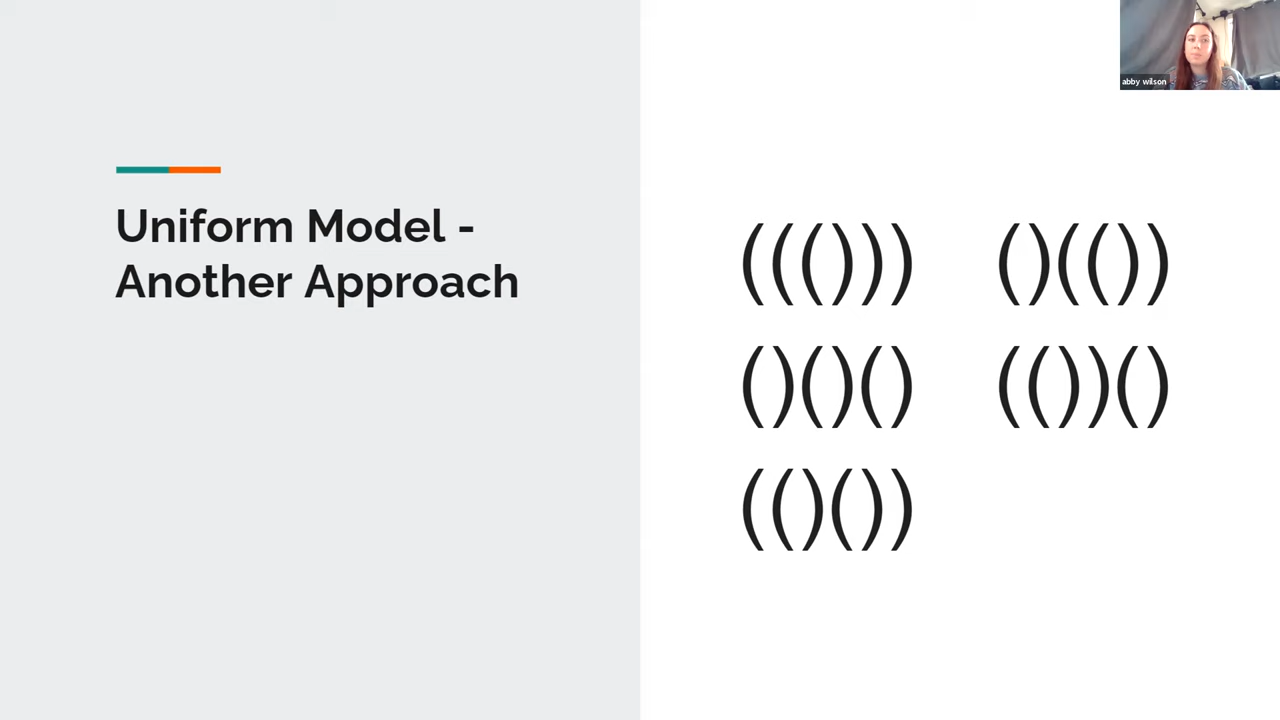 Uniform Model -
Another Approach
((()))
()(())
()()()
(())()
(()())
abby wilson